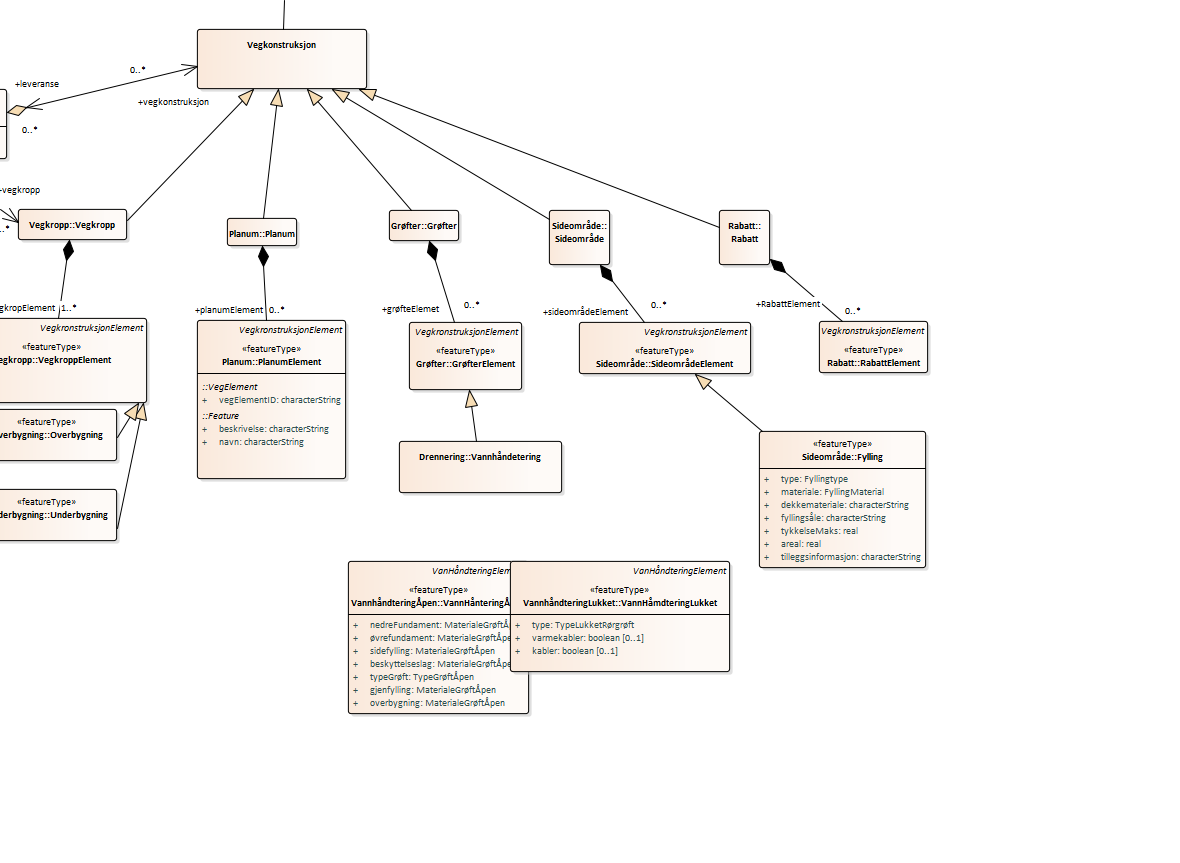 Vegkonstruksjon
0..*
+leveranse
+vegkonstruksjon
0..*
-vegkropp
..*
Vegkropp::Vegkropp
Planum::Planum
Grøfter::Grøfter
Sideområde::
Sideområde
Rabatt::
Rabatt
gkropElement
1..*
+planumElement
0..*
+grøfteElemet
0..*
+sideområdeElement
0..*
+RabattElement
0..*
VegkronstruksjonElement
«featureType»
egkropp::VegkroppElement
VegkronstruksjonElement
«featureType»
Planum::PlanumElement
::VegElement
+ vegElementID: characterString
::Feature
+ beskrivelse: characterString
+ navn: characterString
VegkronstruksjonElement
«featureType»
Grøfter::GrøfterElement
VegkronstruksjonElement
«featureType»
Sideområde::SideområdeElement
VegkronstruksjonElement
«featureType»
Rabatt::RabattElement
«featureType»
verbygning::Overbygning
«featureType»
derbygning::Underbygning
Drennering::Vannhåndetering
«featureType»
Sideområde::Fylling
+ type: Fyllingtype
+ materiale: FyllingMaterial
+ dekkemateriale: characterString
+ fyllingsåle: characterString
+ tykkelseMaks: real
+ areal: real
+ tilleggsinformasjon: characterString
VanHåndteringElem
«featureType»
VannhåndteringÅpen::VannHånteringÅ
+ nedreFundament: MaterialeGrøftÅ
+ øvrefundament: MaterialeGrøftÅpe
+ sidefylling: MaterialeGrøftÅpen
+ beskyttelseslag: MaterialeGrøftÅpe
+ typeGrøft: TypeGrøftÅpen
+ gjenfylling: MaterialeGrøftÅpen
+ overbygning: MaterialeGrøftÅpen
VanHåndteringElement
«featureType»
VannhåndteringLukket::VannHåmdteringLukket
+ type: TypeLukketRørgrøft
+ varmekabler: boolean [0..1]
+ kabler: boolean [0..1]